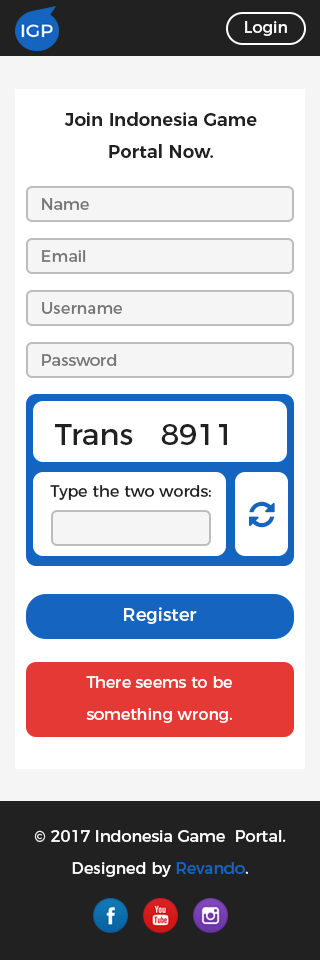 IGP
Login
Join Indonesia Game
Portal Now.
Name
Email
Username
Password
Trans 8911
Type the two words:
Register
There seems to be
something wrong.
© 2017 Indonesia Game Portal.
Designed by Revando.
f
You
Tube